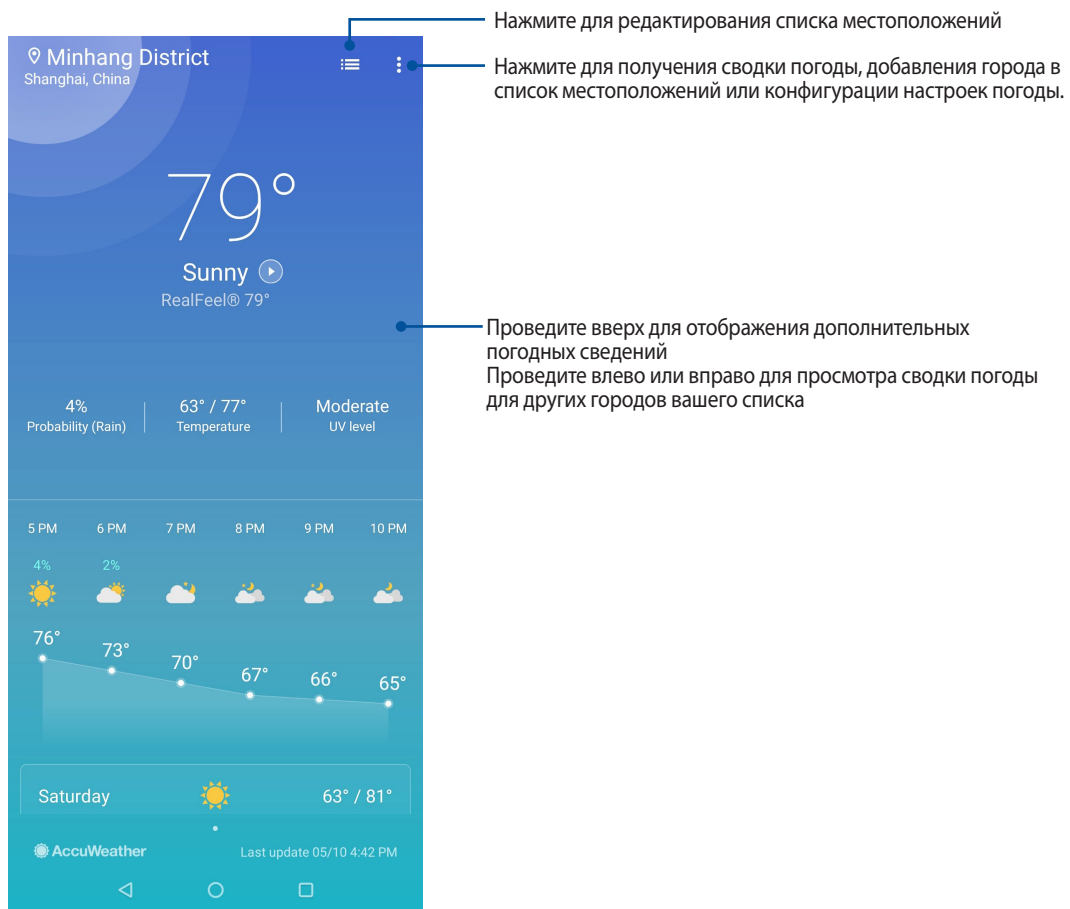 Нажмите для редактирования списка местоположений
Minhang District
Shanghai, China
Нажмите для получения сводки погоды, добавления города в
список местоположений или конфигурации настроек погоды.
79°
Sunny
RealFeel® 79°
Проведите вверх для отображения дополнительных
погодных сведений
Проведите влево или вправо для просмотра сводки погоды
для других городов вашего списка
4% 63° / 77° Moderate
Probability (Rain) Temperature UV level
5 PM 6 PM 7 PM 8 PM 9 PM 10 PM
4% 2%
76° 73° 70° 67° 66° 65°
Saturday 63° / 81°
AccuWeather Last update 05/10 4:42 PM